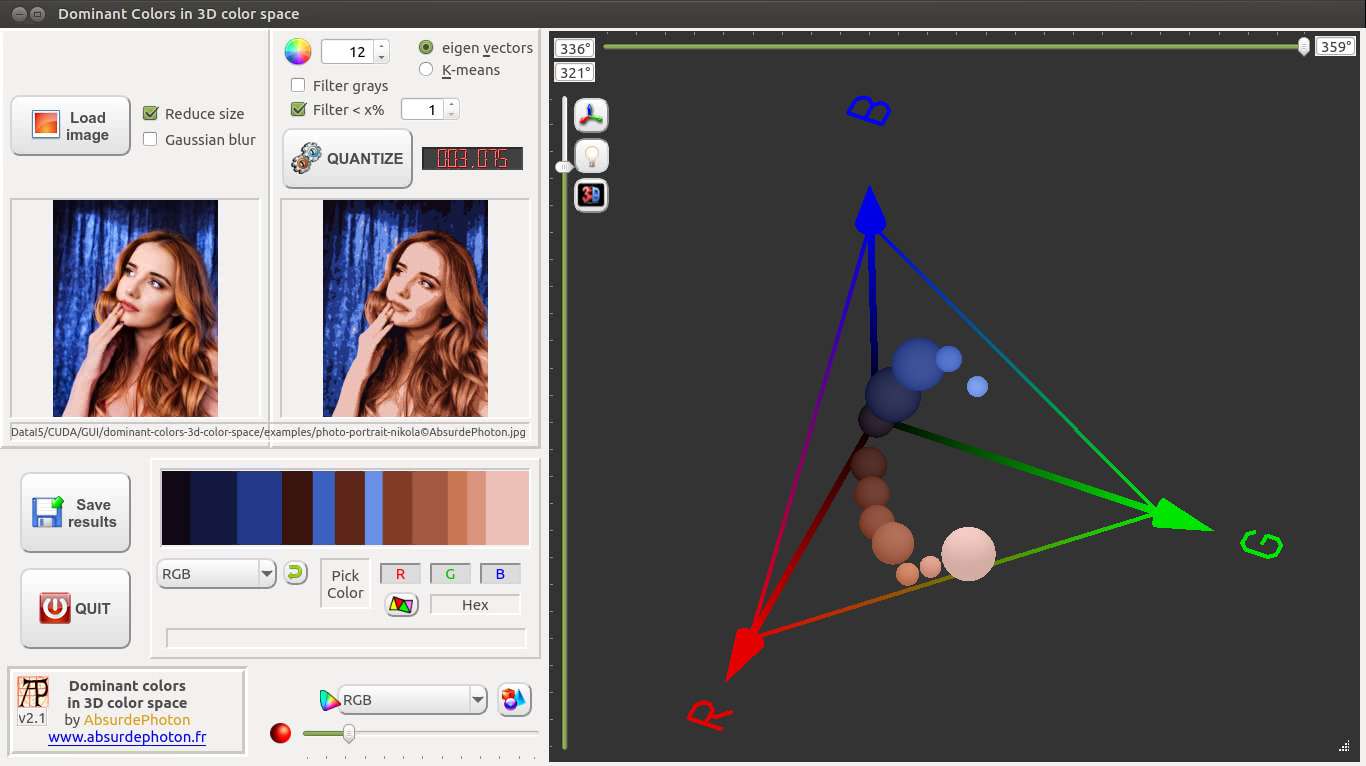 Dominant Colors in 3D color space
Load
image
Reduce size
Gaussian blur
12
eigen vectors
K-means
Filter grays
Filter < x%
1
QUANTIZE
003.075
DataI5/CUDA/GUI/dominant-colors-3d-color-space/examples/photo-portrait-nikola©AbsurdePhoton.jpg
Save
results
QUIT
RGB
Pick
Color
R
G
B
Hex
v2.1
Dominant colors
in 3D color space
by AbsurdePhoton
www.absurdephoton.fr
RGB
336°
359°
321°
3D
B
G
R